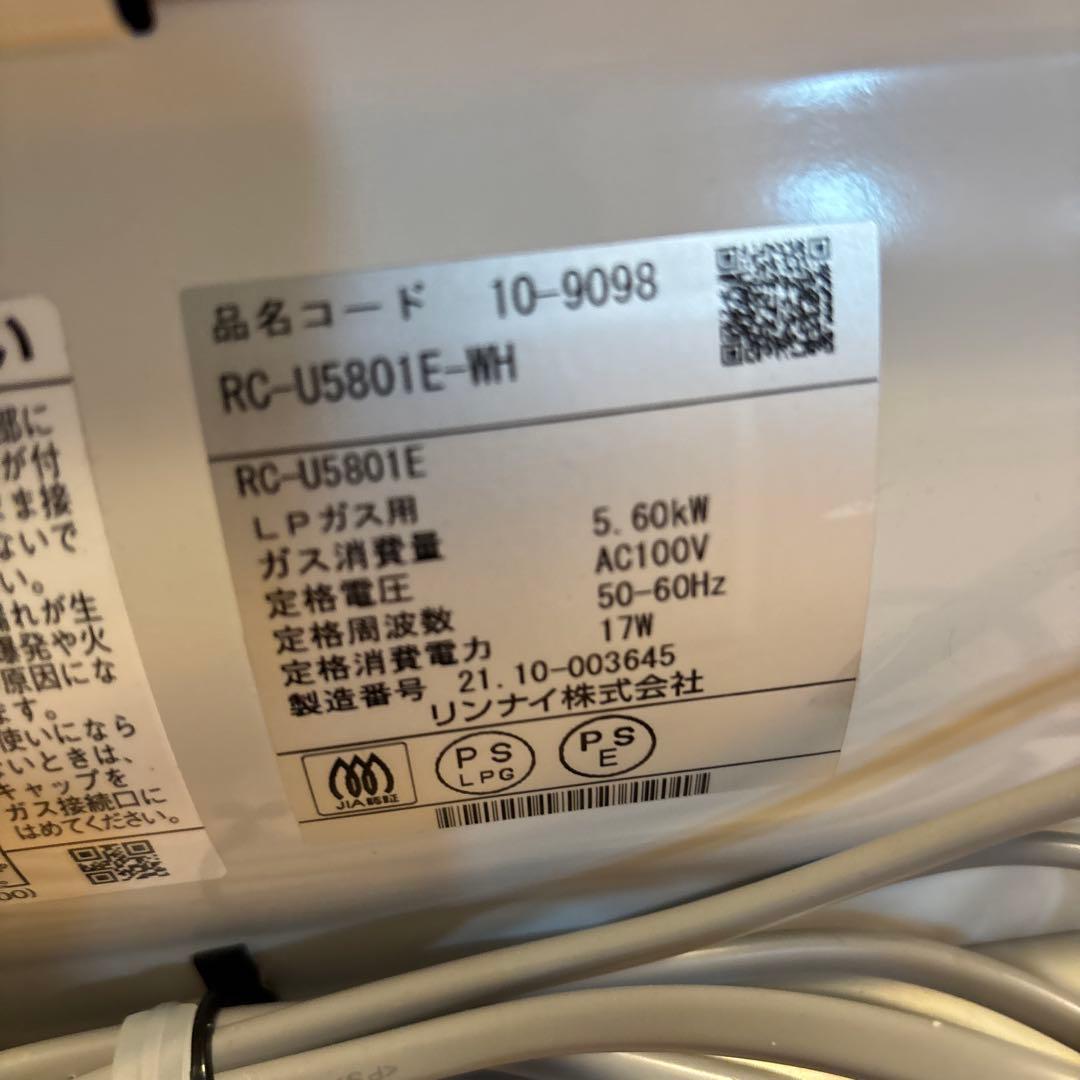 品名コード 10-9098
RC-U5801E-WH
RC-U5801E
LPガス用
ガス消費量 5.60kW
定格電圧 AC100V
定格周波数 50-60Hz
定格消費電力 17W
製造番号 21.10-003645
リンナイ株式会社
JIA認証
PS LPG
PS E
い
部に
が付
まま接
ないで
い。
漏れが生
爆発や火
原因にな
ます。
使いになら
いときは、
キャップを
ガス接続口に
はめてください。
00)